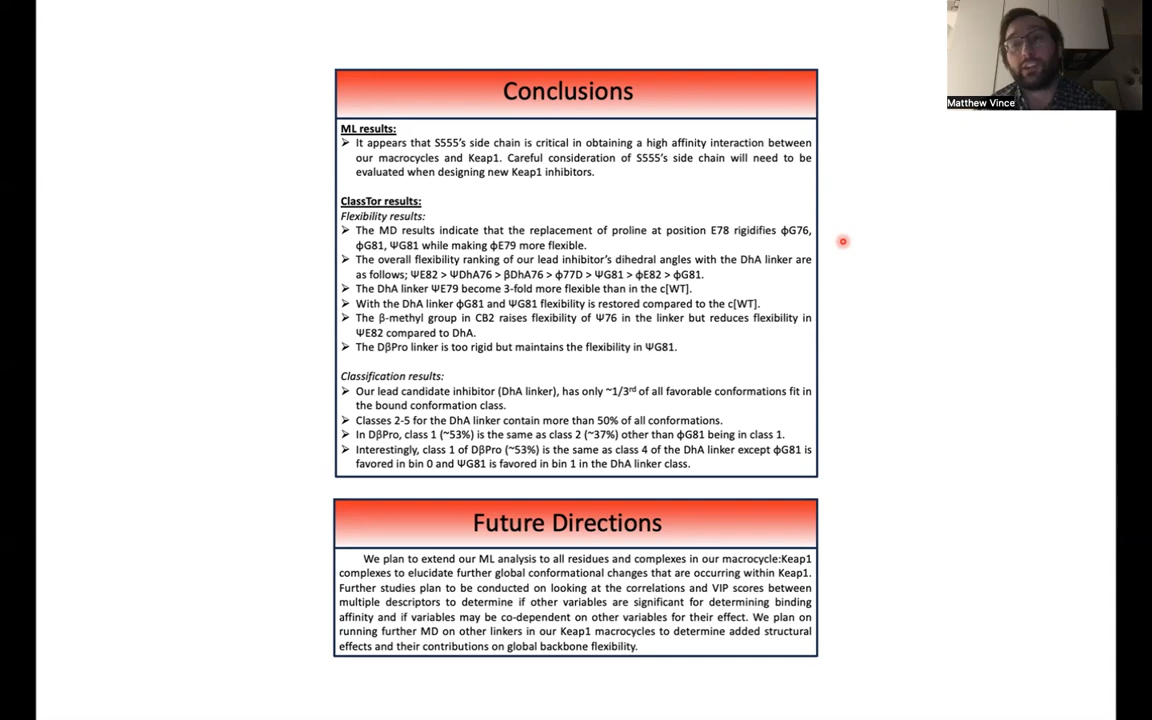 Matthew Vince
Conclusions
ML results:
➢ It appears that S555's side chain is critical in obtaining a high affinity interaction between
our macrocycles and Keap1. Careful consideration of S555's side chain will need to be
evaluated when designing new Keap1 inhibitors.
ClassTor results:
Flexibility results:
➢ The MD results indicate that the replacement of proline at position E78 rigidifies ϕG76,
ϕG81, ΨG81 while making ϕE79 more flexible.
➢ The overall flexibility ranking of our lead inhibitor's dihedral angles with the DhA linker are
as follows; ΨE82 > ΨDhA76 > βDhA76 > ϕ77D > ΨG81 > ϕE82 > ϕG81.
➢ The DhA linker ΨE79 become 3-fold more flexible than in the c[WT].
➢ With the DhA linker ϕG81 and ΨG81 flexibility is restored compared to the c[WT].
➢ The β-methyl group in CB2 raises flexibility of Ψ76 in the linker but reduces flexibility in
ΨE82 compared to DhA.
➢ The DβPro linker is too rigid but maintains the flexibility in ΨG81.
Classification results:
➢ Our lead candidate inhibitor (DhA linker), has only ~1/3rd of all favorable conformations fit in
the bound conformation class.
➢ Classes 2-5 for the DhA linker contain more than 50% of all conformations.
➢ In DβPro, class 1 (~53%) is the same as class 2 (~37%) other than ϕG81 being in class 1.
➢ Interestingly, class 1 of DβPro (~53%) is the same as class 4 of the DhA linker except ϕG81 is
favored in bin 0 and ΨG81 is favored in bin 1 in the DhA linker class.
Future Directions
We plan to extend our ML analysis to all residues and complexes in our macrocycle:Keap1
complexes to elucidate further global conformational changes that are occurring within Keap1.
Further studies plan to be conducted on looking at the correlations and VIP scores between
multiple descriptors to determine if other variables are significant for determining binding
affinity and if variables may be co-dependent on other variables for their effect. We plan on
running further MD on other linkers in our Keap1 macrocycles to determine added structural
effects and their contributions on global backbone flexibility.